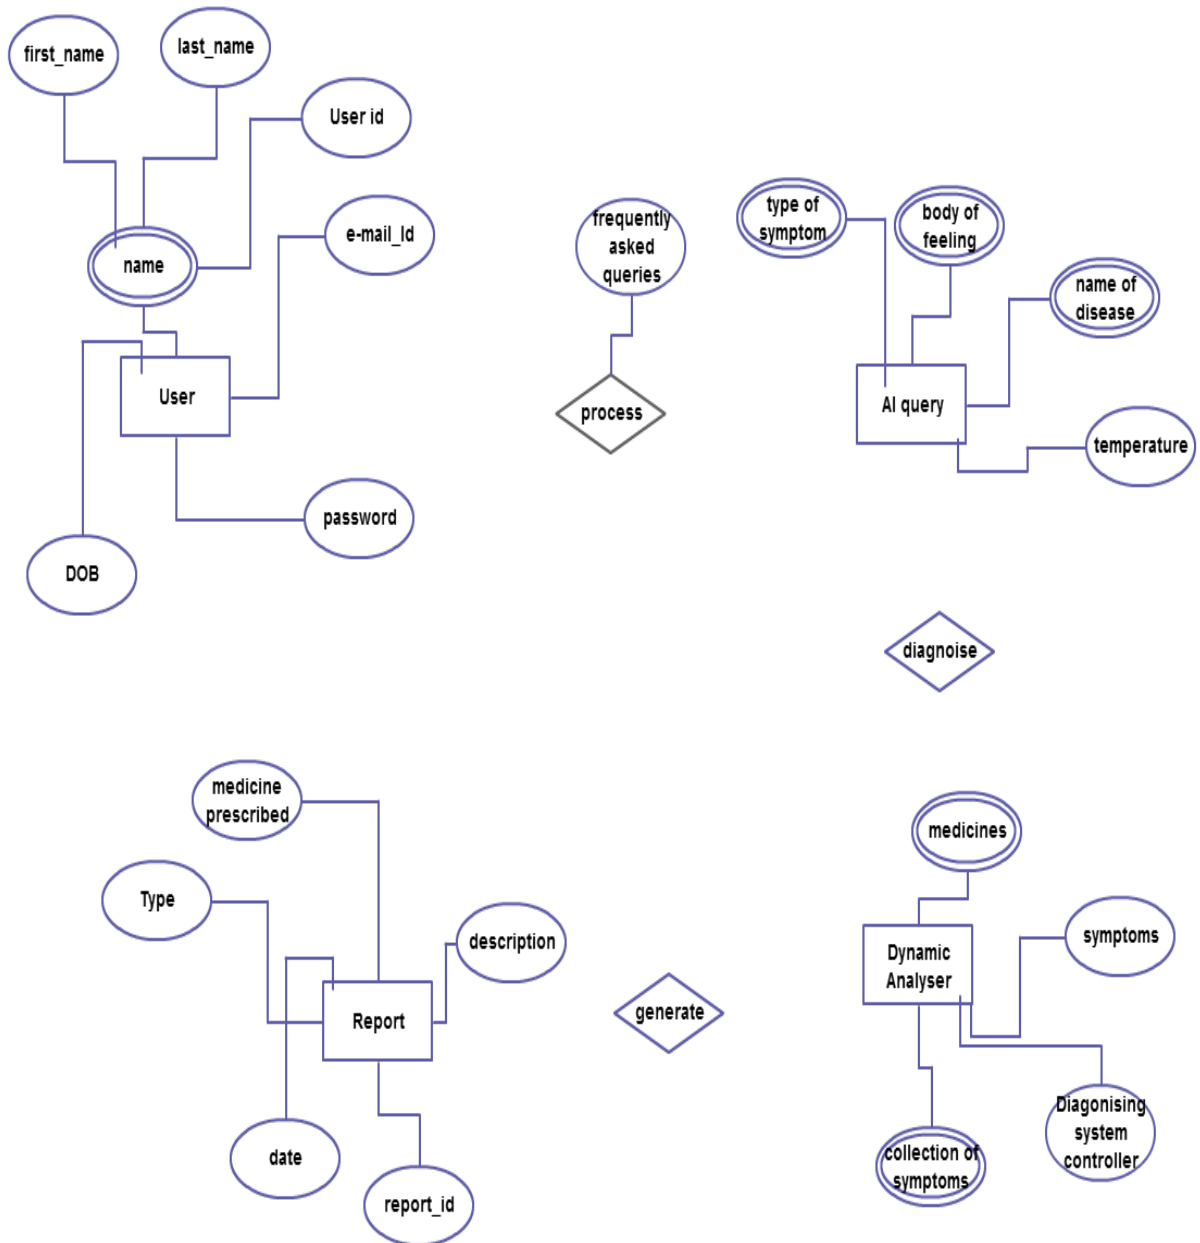 first_name
last_name
User id
e-mail_Id
name
User
DOB
password
frequently
asked
queries
process
type of
symptom
body of
feeling
name of
disease
AI query
temperature
diagnoise
medicine
prescribed
Type
description
Report
date
report_id
generate
medicines
Dynamic
Analyser
symptoms
Diagonising
system
controller
collection of
symptoms